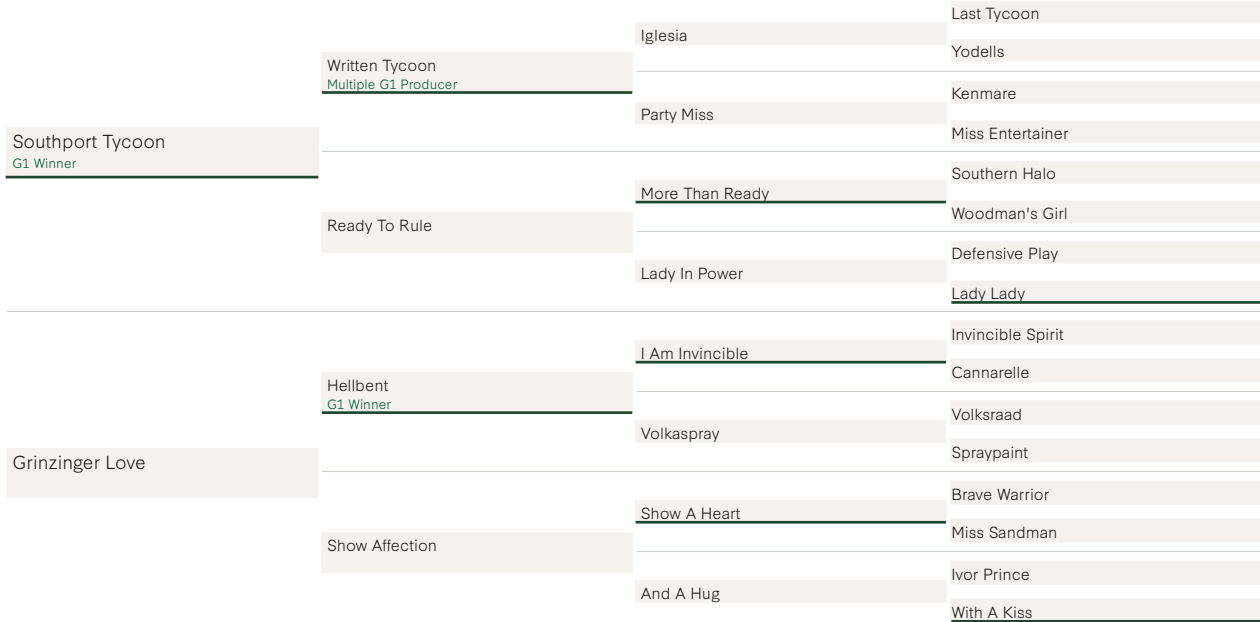 Southport Tycoon
G1 Winner
Grinzinger Love
Written Tycoon
Multiple G1 Producer
Ready To Rule
Hellbent
G1 Winner
Show Affection
Iglesia
Party Miss
More Than Ready
Lady In Power
I Am Invincible
Volkaspray
Show A Heart
And A Hug
Last Tycoon
Yodells
Kenmare
Miss Entertainer
Southern Halo
Woodman's Girl
Defensive Play
Lady Lady
Invincible Spirit
Cannarelle
Volksraad
Spraypaint
Brave Warrior
Miss Sandman
Ivor Prince
With A Kiss